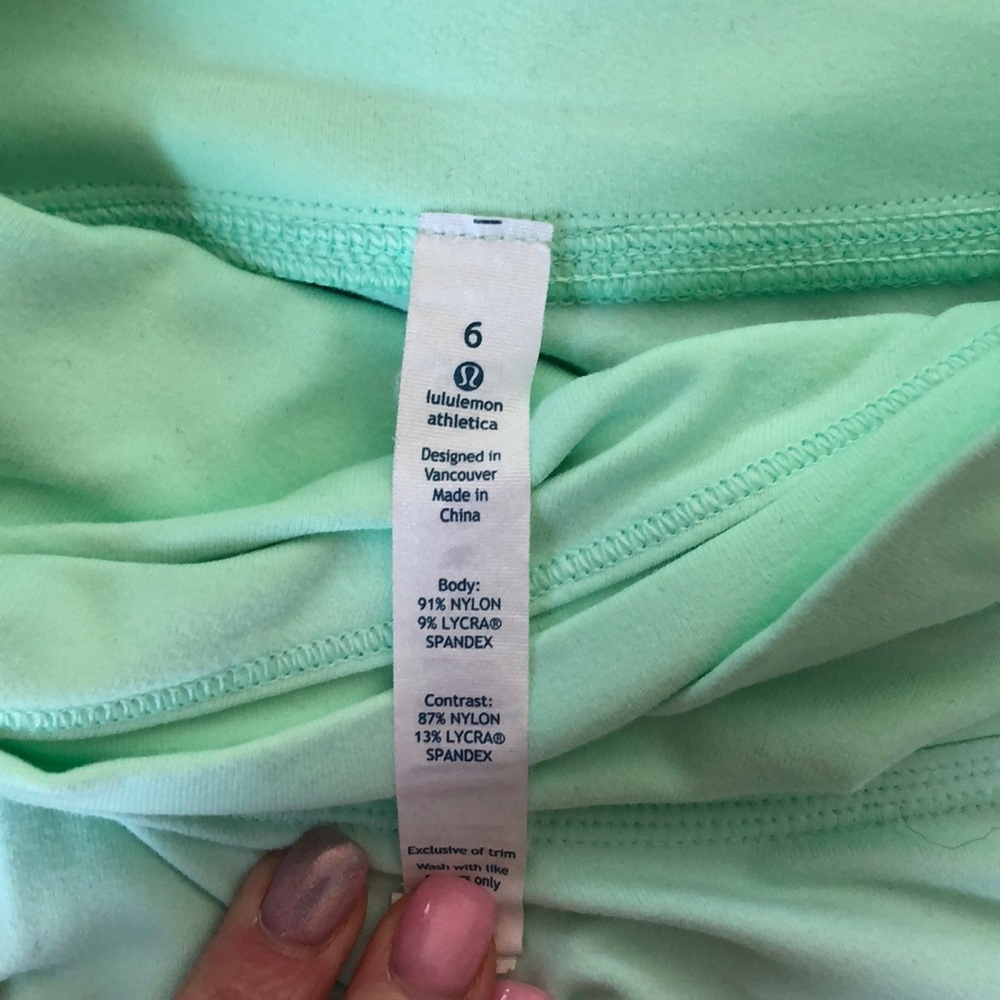 6
lululemon
athletica
Designed in
Vancouver
Made in
China
Body:
91% NYLON
9% LYCRA®
SPANDEX
Contrast:
87% NYLON
13% LYCRA®
SPANDEX
Exclusive of trim
Wash with like
only